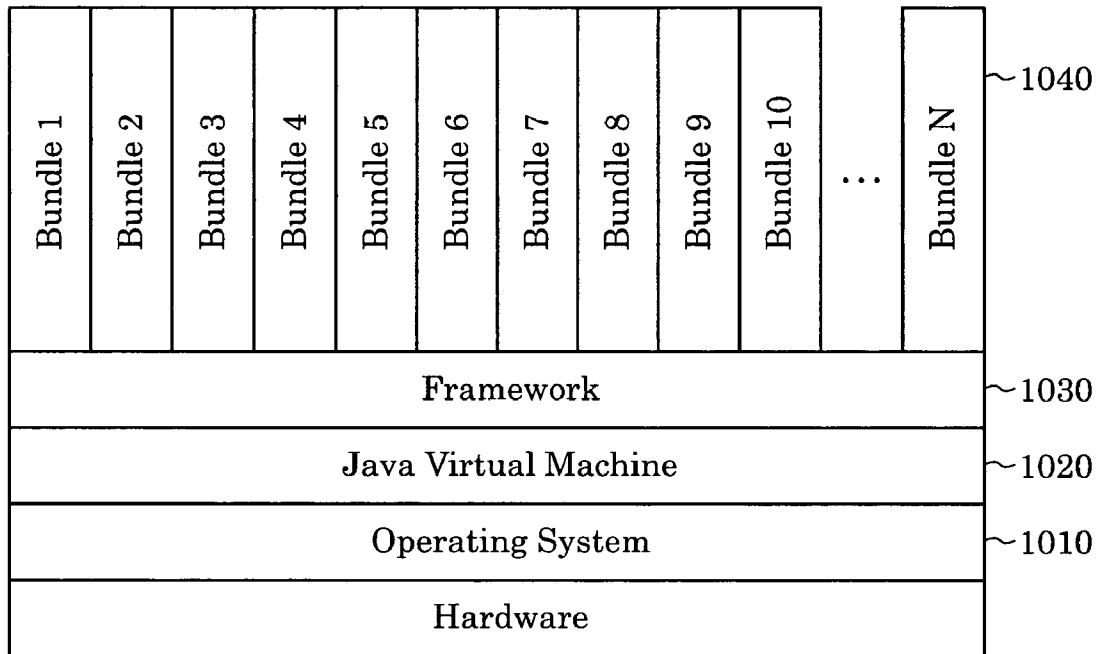 Bundle 1
Bundle 2
Bundle 3
Bundle 4
Bundle 5
Bundle 6
Bundle 7
Bundle 8
Bundle 9
Bundle 10
...
Bundle N
1040
Framework
1030
Java Virtual Machine
1020
Operating System
1010
Hardware